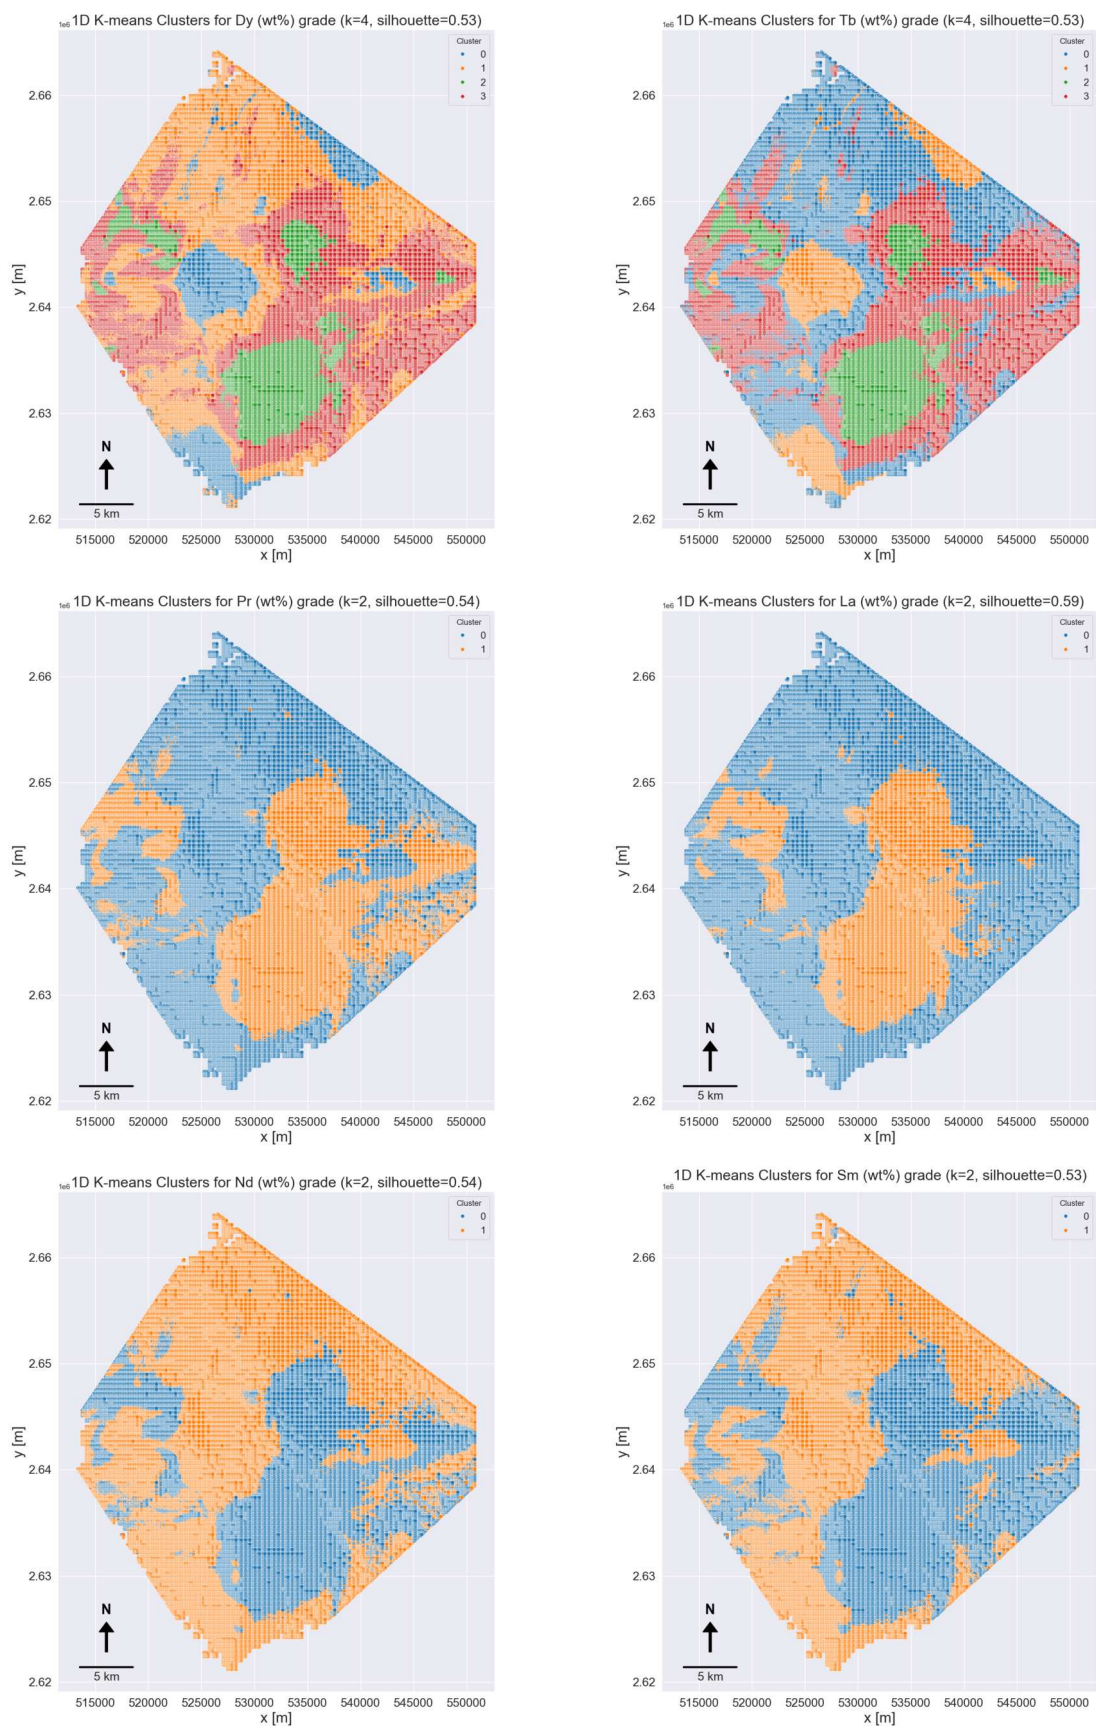 1e6 1D K-means Clusters for Dy (wt%) grade (k=4, silhouette=0.53)
Cluster
0
1
2
3
2.66
2.65
2.64
2.63
2.62
y [m]
N
5 km
515000 520000 525000 530000 535000 540000 545000 550000
x [m]
1e6 1D K-means Clusters for Tb (wt%) grade (k=4, silhouette=0.53)
Cluster
0
1
2
3
2.66
2.65
2.64
2.63
2.62
y [m]
N
5 km
515000 520000 525000 530000 535000 540000 545000 550000
x [m]
1e6 1D K-means Clusters for Pr (wt%) grade (k=2, silhouette=0.54)
Cluster
0
1
2.66
2.65
2.64
2.63
2.62
y [m]
N
5 km
515000 520000 525000 530000 535000 540000 545000 550000
x [m]
1e6 1D K-means Clusters for La (wt%) grade (k=2, silhouette=0.59)
Cluster
0
1
2.66
2.65
2.64
2.63
2.62
y [m]
N
5 km
515000 520000 525000 530000 535000 540000 545000 550000
x [m]
1e6 1D K-means Clusters for Nd (wt%) grade (k=2, silhouette=0.54)
Cluster
0
1
2.66
2.65
2.64
2.63
2.62
y [m]
N
5 km
515000 520000 525000 530000 535000 540000 545000 550000
x [m]
1D K-means Clusters for Sm (wt%) grade (k=2, silhouette=0.53)
1e6
Cluster
0
1
2.66
2.65
2.64
2.63
2.62
y [m]
N
5 km
515000 520000 525000 530000 535000 540000 545000 550000
x [m]